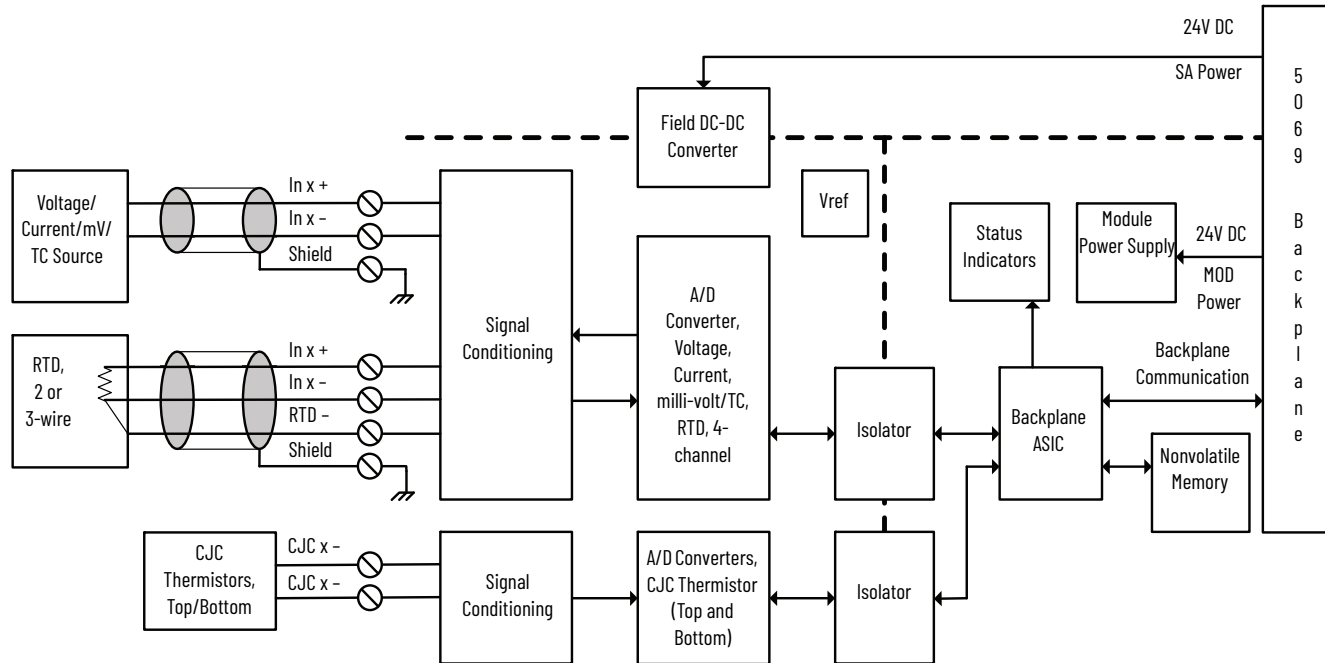 24V DC
SA Power
5
0
6
9
B
a
c
k
p
l
a
n
e
Field DC-DC
Converter
Vref
Voltage/
Current/mV/
TC Source
In x +
In x –
Shield
Signal
Conditioning
A/D
Converter,
Voltage,
Current,
milli-volt/TC,
RTD, 4-
channel
Status
Indicators
Module
Power Supply
24V DC
MOD
Power
RTD,
2 or
3-wire
In x +
In x –
RTD –
Shield
Isolator
Backplane
ASIC
Backplane
Communication
Nonvolatile
Memory
CJC
Thermistors,
Top/Bottom
CJC x –
CJC x –
Signal
Conditioning
A/D Converters,
CJC Thermistor
(Top and
Bottom)
Isolator